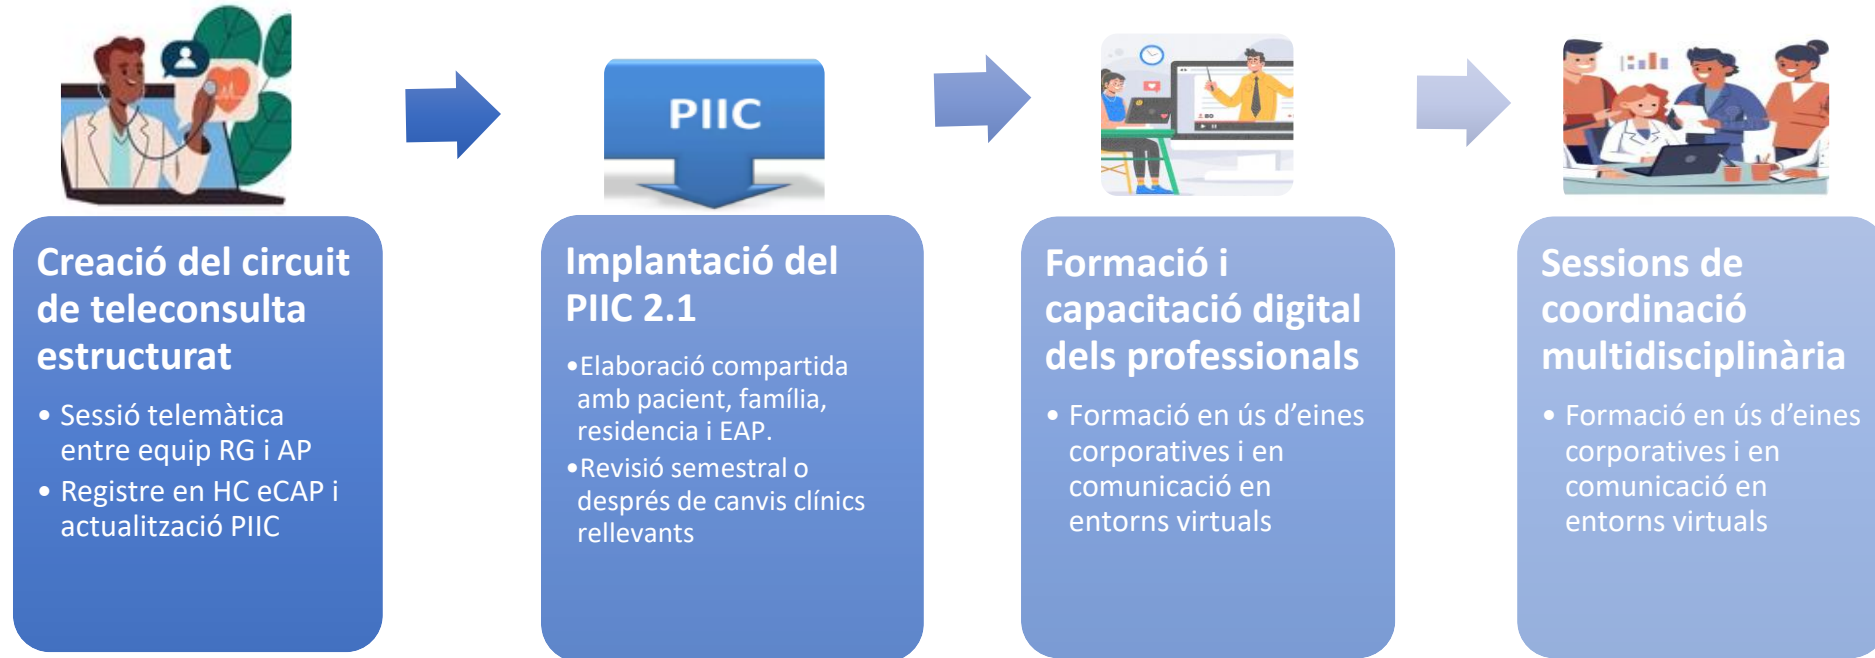 PIIC
Creació del circuit
de teleconsulta
estructurat
• Sessió telemàtica
entre equip RG i AP
• Registre en HC eCAP i
actualització PIIC
Implantació del
PIIC 2.1
•Elaboració compartida
amb pacient, família,
residencia i EAP.
•Revisió semestral o
després de canvis clínics
rellevants
Formació i
capacitació digital
dels professionals
• Formació en ús d’eines
corporatives i en
comunicació en
entorns virtuals
Sessions de
coordinació
multidisciplinària
• Formació en ús d’eines
corporatives i en
comunicació en
entorns virtuals